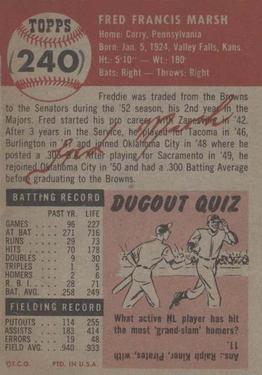 TOPPS
240
FRED FRANCIS MARSH
Home: Corry, Pennsylvania
Born: Jan. 5, 1924, Valley Falls, Kans.
Ht.: 5'10" — Wt.: 180
Bats: Right - Throws: Right
Freddie was traded from the Browns
to the Senators during the '52 season, his 2nd year in the
Majors. Fred started his pro career with Zanesville in '42.
After 3 years in the Service, he played for Tacoma in '46,
Burlington in '47 and joined Oklahoma City in '48 where he
posted a .305 After playing for Sacramento in '49, he
rejoined Oklahoma City in '50 and had a .300 Batting Average
before graduating to the Browns.
Fred Marsh
BATTING RECORD
PAST YR. LIFE
GAMES 96 227
AT BAT 271 716
RUNS 29 73
HITS 70 178
DOUBLES 9 30
TRIPLES 1 5
HOMERS 2 6
R. B. I. 28 71
BAT AVG. .258 .249
FIELDING RECORD
PUTOUTS 114 255
ASSISTS 183 414
ERRORS 19 48
FIELD AVG. .940 .933
©T.C.G. PTD. IN U.S.A.
DUGOUT QUIZ
What active NL player has hit
the most 'grand-slam' homers?
Ans.: Ralph Kiner, Pirates, with
11.